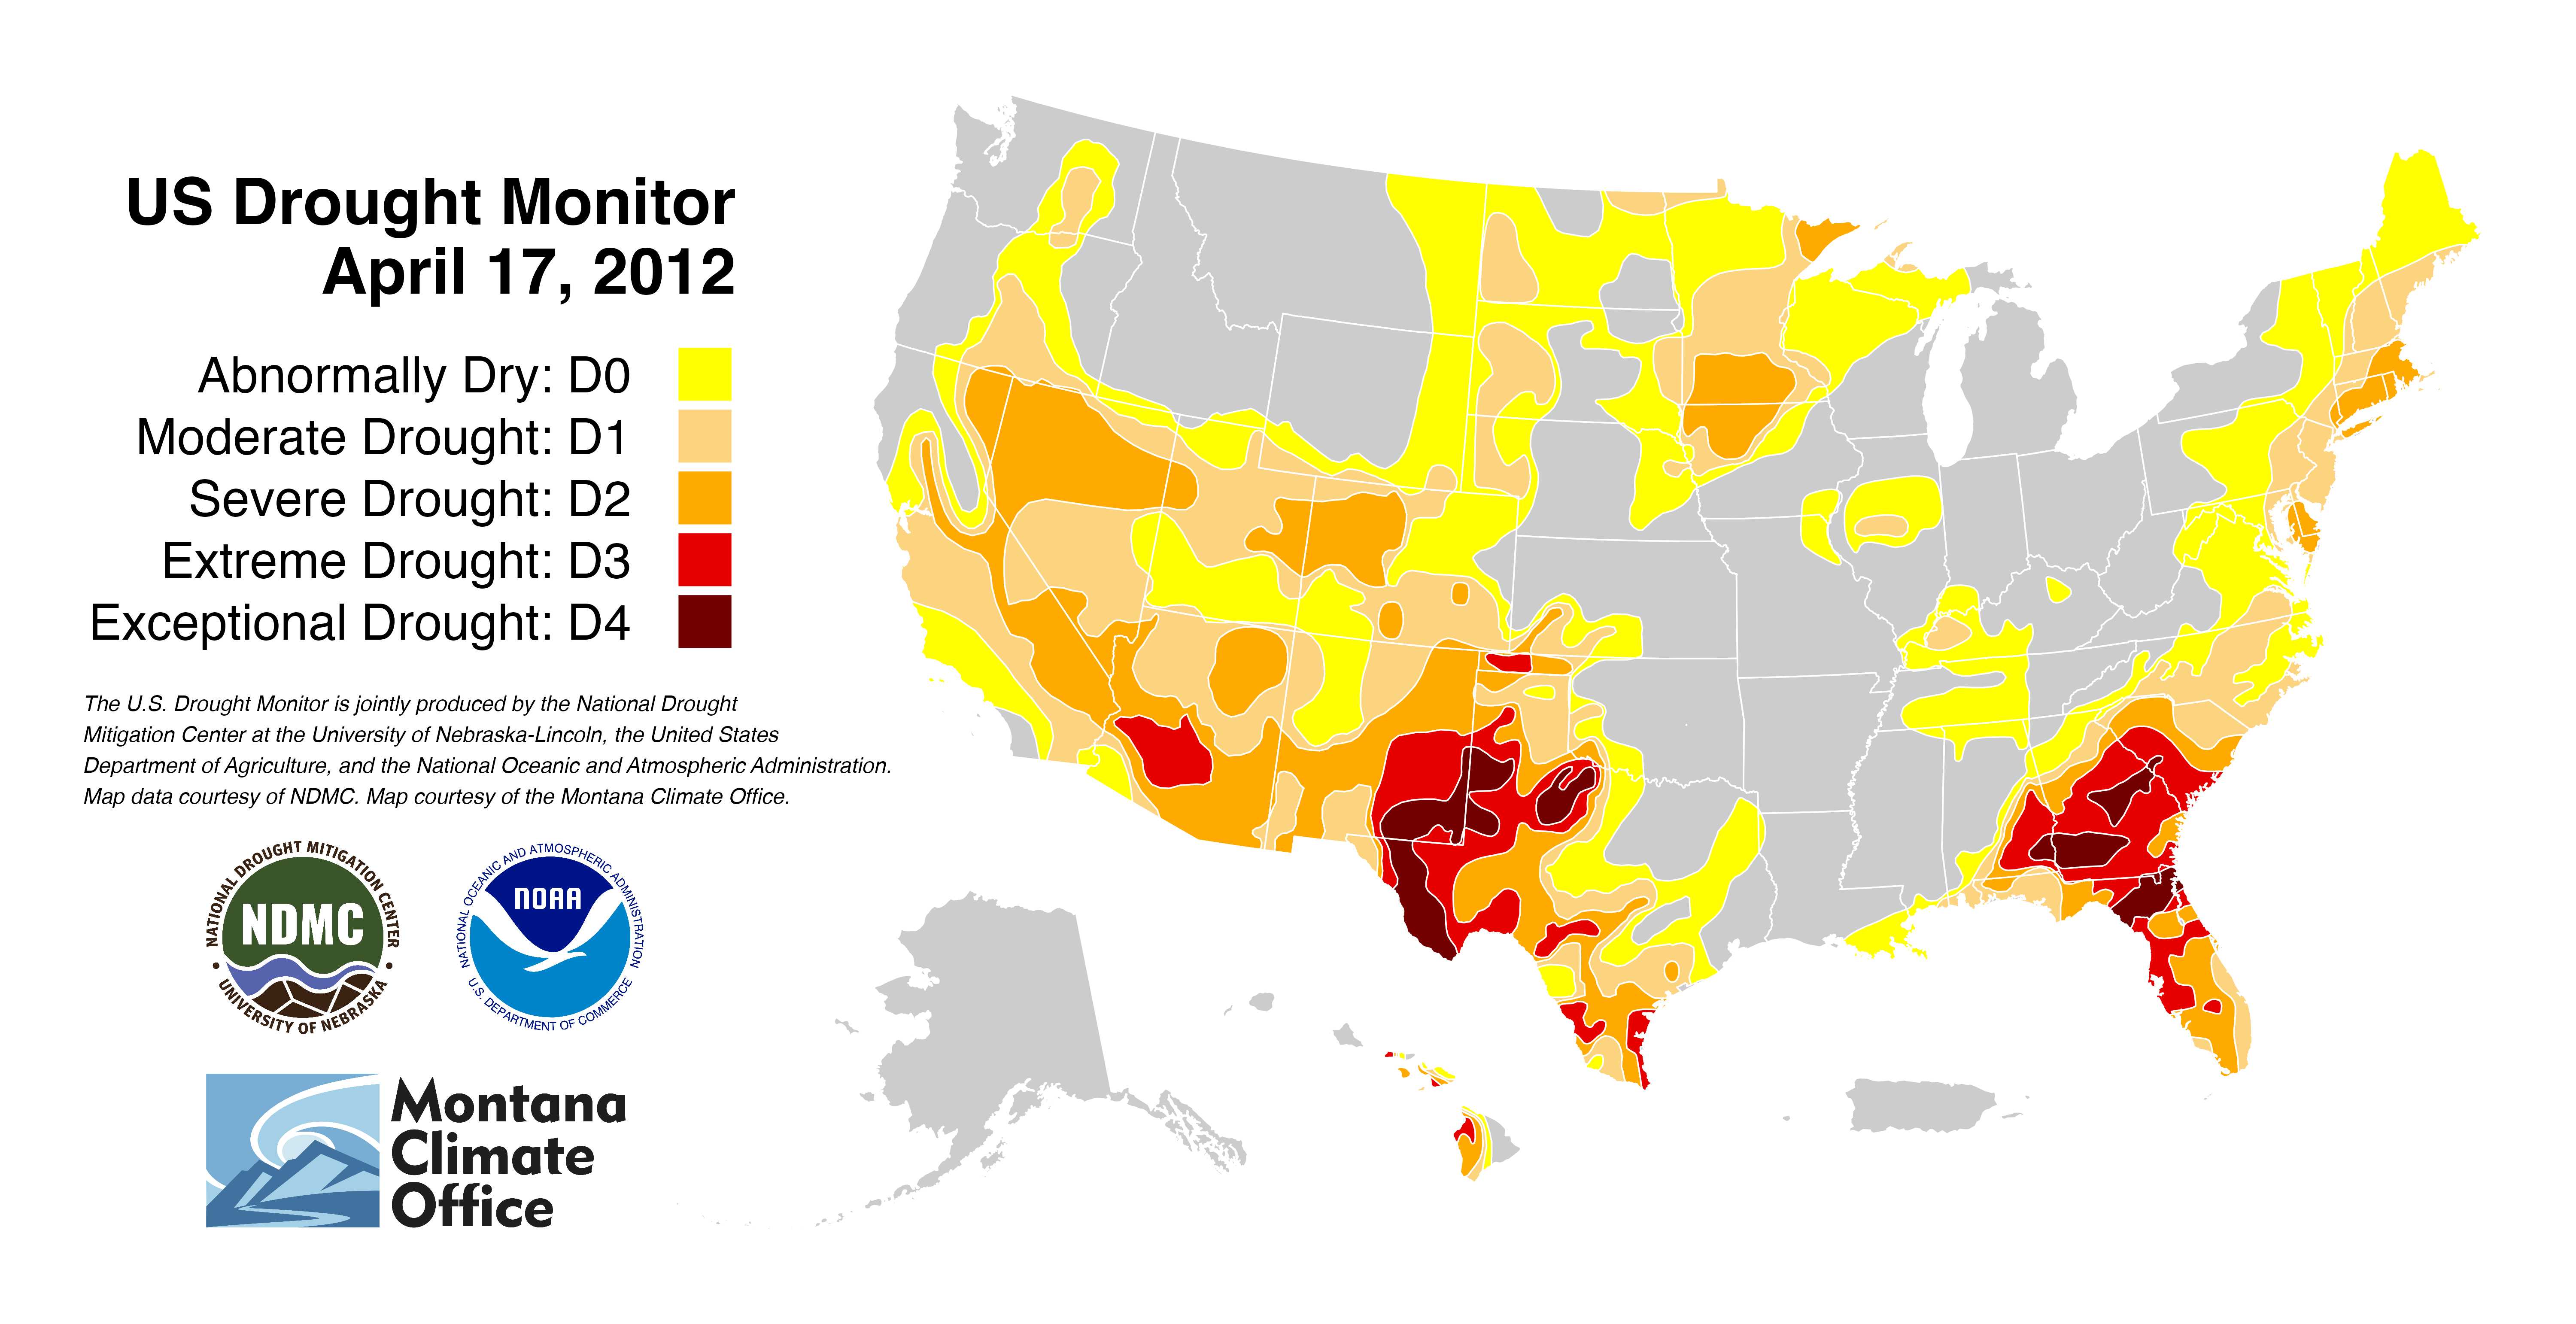 US Drought Monitor
April 17, 2012
Abnormally Dry: D0
Moderate Drought: D1
Severe Drought: D2
Extreme Drought: D3
Exceptional Drought: D4
The U.S. Drought Monitor is jointly produced by the National Drought
Mitigation Center at the University of Nebraska-Lincoln, the United States
Department of Agriculture, and the National Oceanic and Atmospheric Administration.
Map data courtesy of NDMC. Map courtesy of the Montana Climate Office.
NATIONAL DROUGHT MITIGATION CENTER
NDMC
• UNIVERSITY OF NEBRASKA •
NATIONAL OCEANIC AND ATMOSPHERIC ADMINISTRATION
NOAA
U.S. DEPARTMENT OF COMMERCE
Montana
Climate
Office